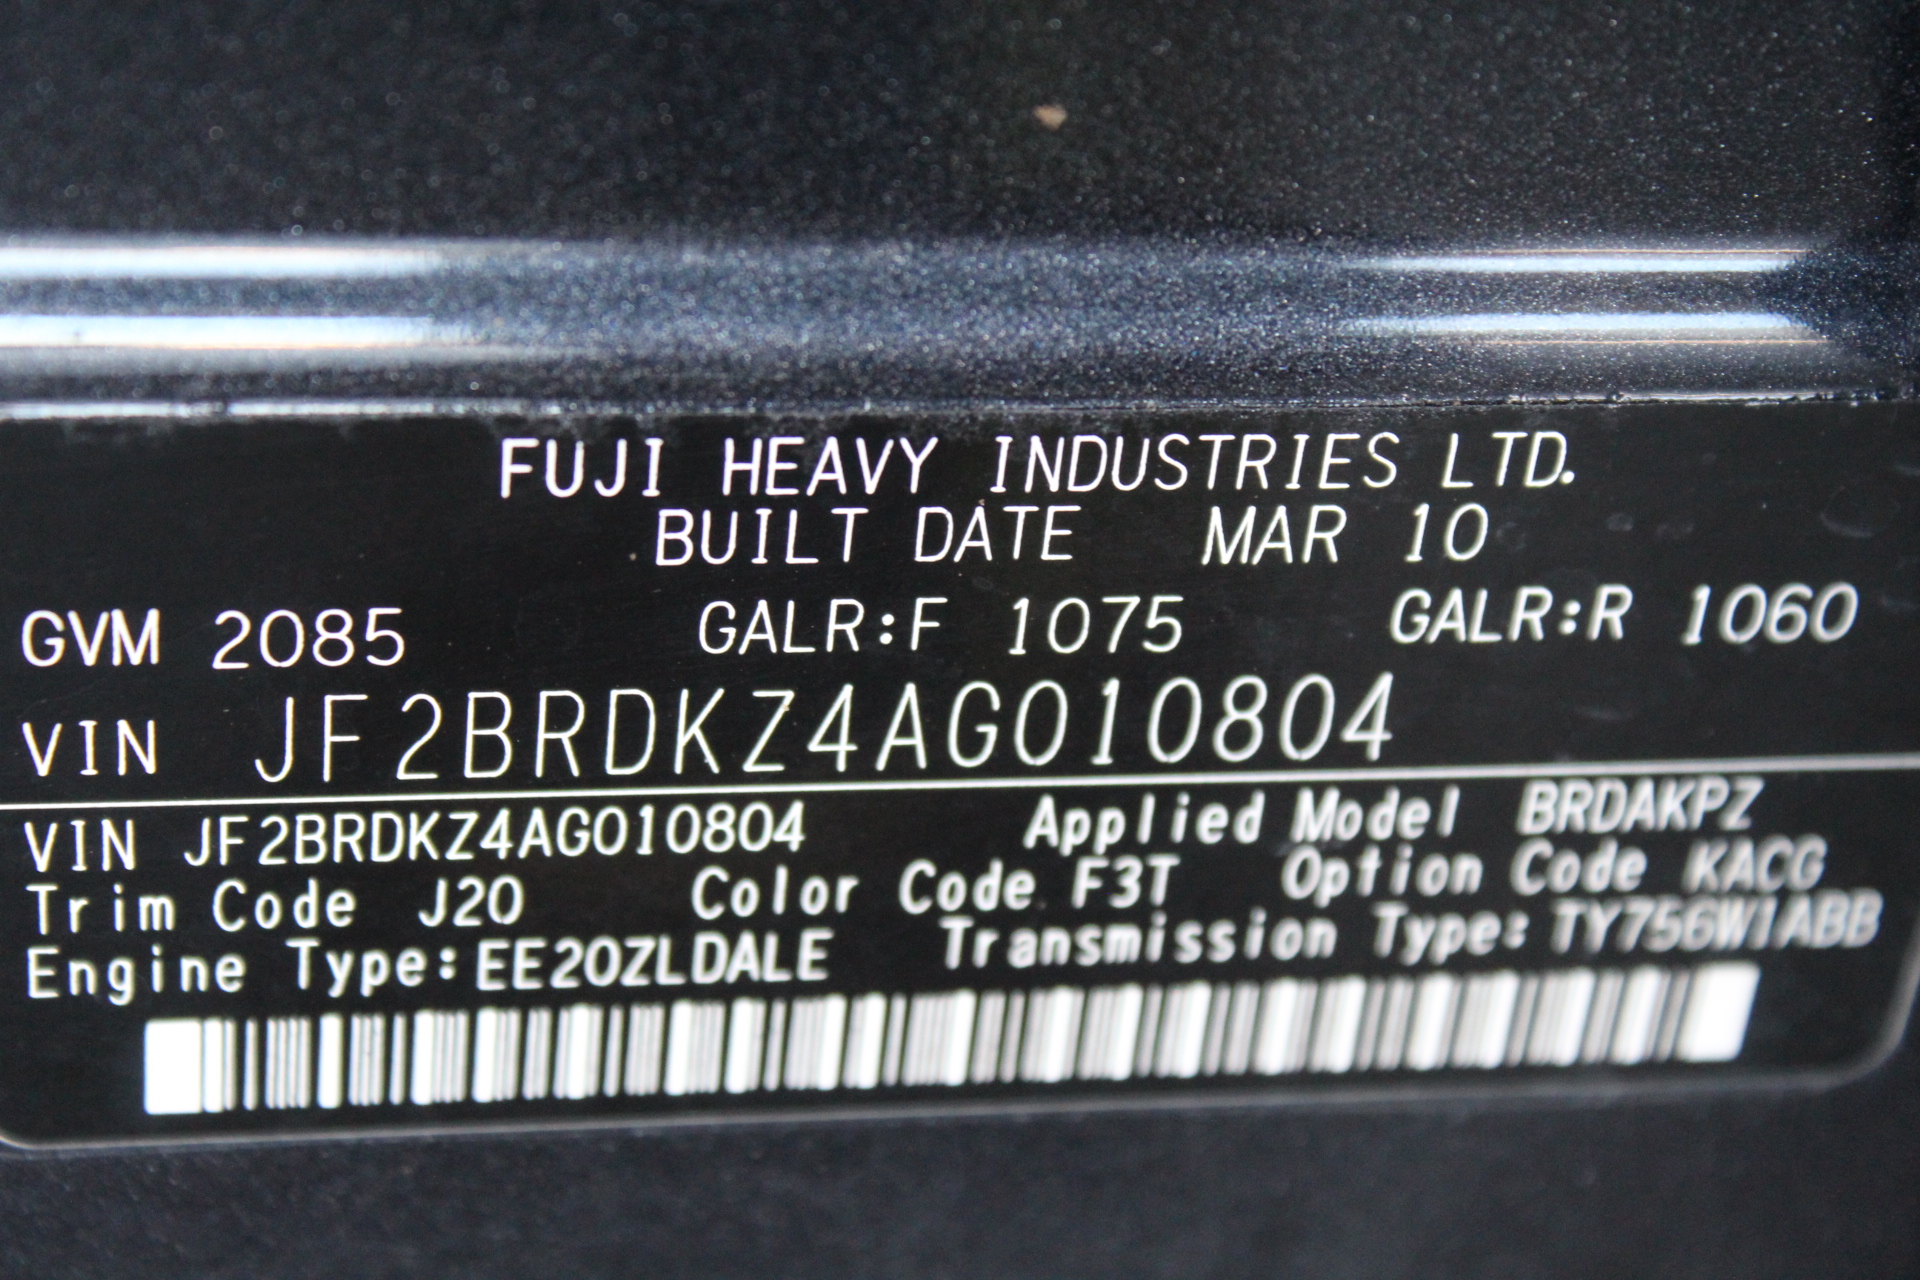 FUJI HEAVY INDUSTRIES LTD.
BUILT DATE MAR 10
GVM 2085 GALR:F 1075 GALR:R 1060
VIN JF2BRDKZ4AG010804
VIN JF2BRDKZ4AG010804 Applied Model BRDAKPZ
Trim Code J20 Color Code F3T Option Code KACG
Engine Type:EE20ZLDALE Transmission Type:TY756W1ABB